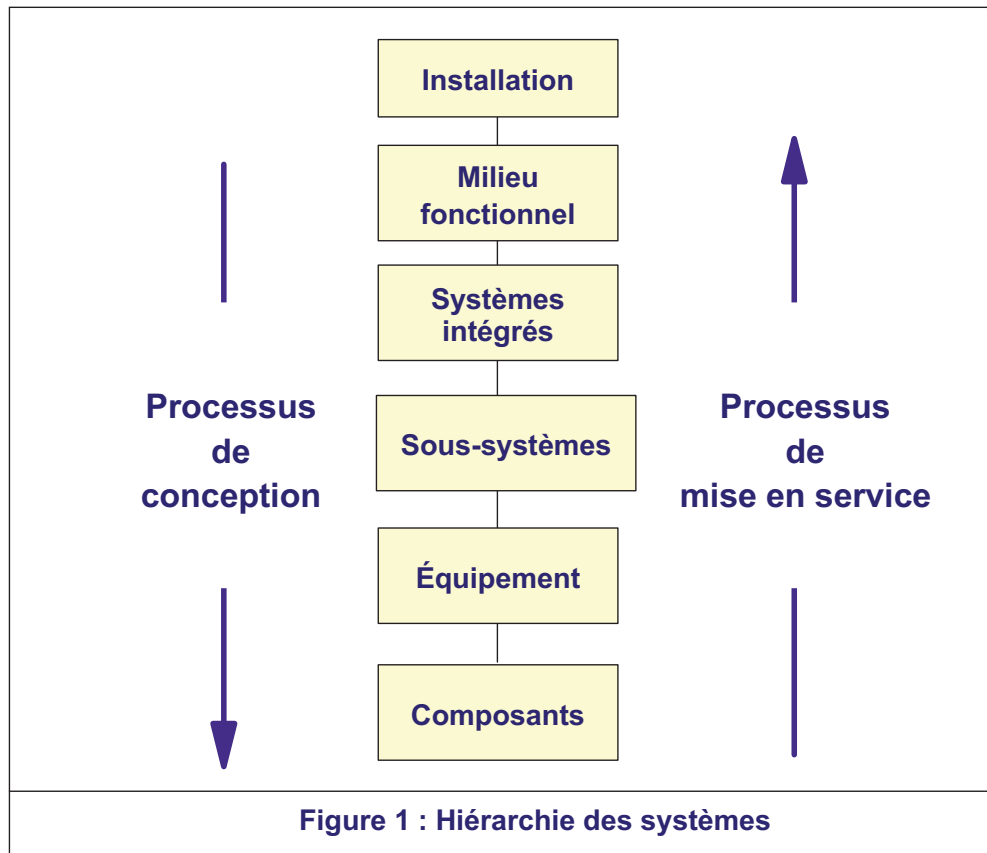 Installation
Milieu
fonctionnel
Systèmes
intégrés
Processus
de
conception
Sous-systèmes
Processus
de
mise en service
Équipement
Composants
Figure 1 : Hiérarchie des systèmes